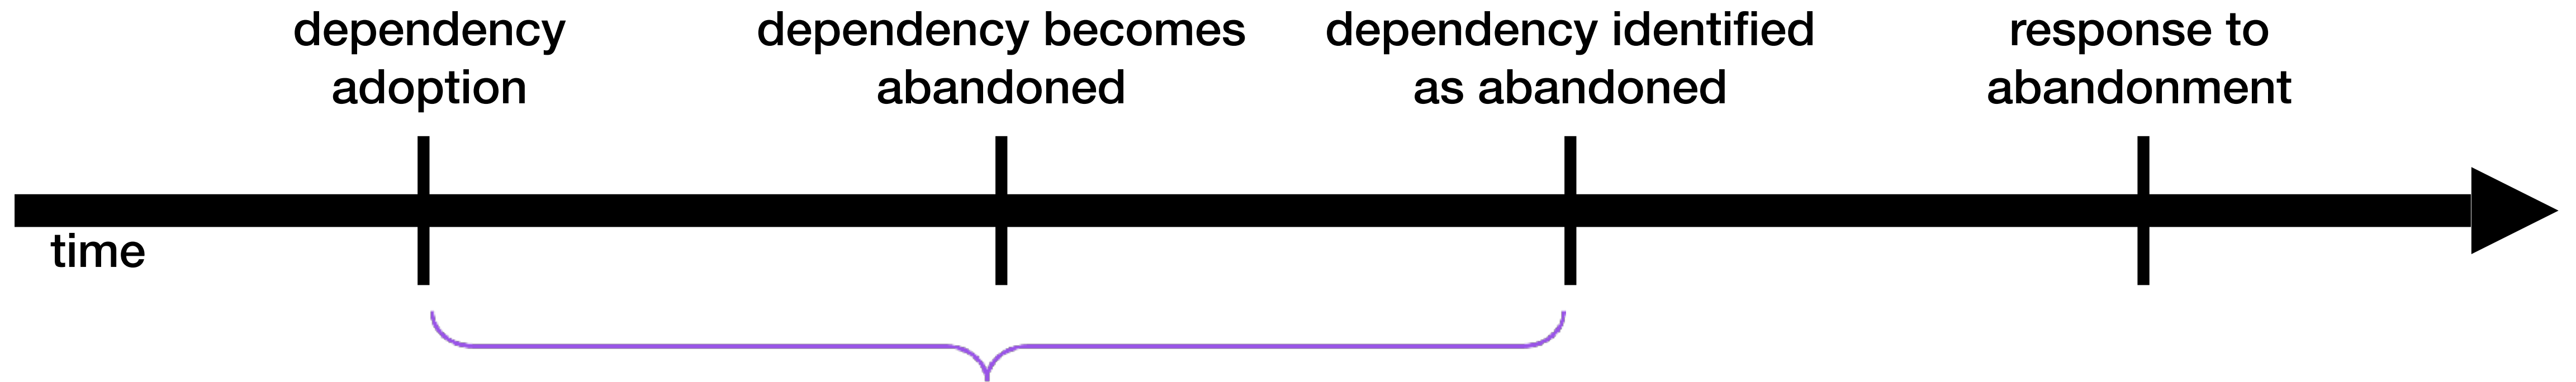 dependency
adoption
dependency becomes
abandoned
dependency identified
as abandoned
response to
abandonment
time